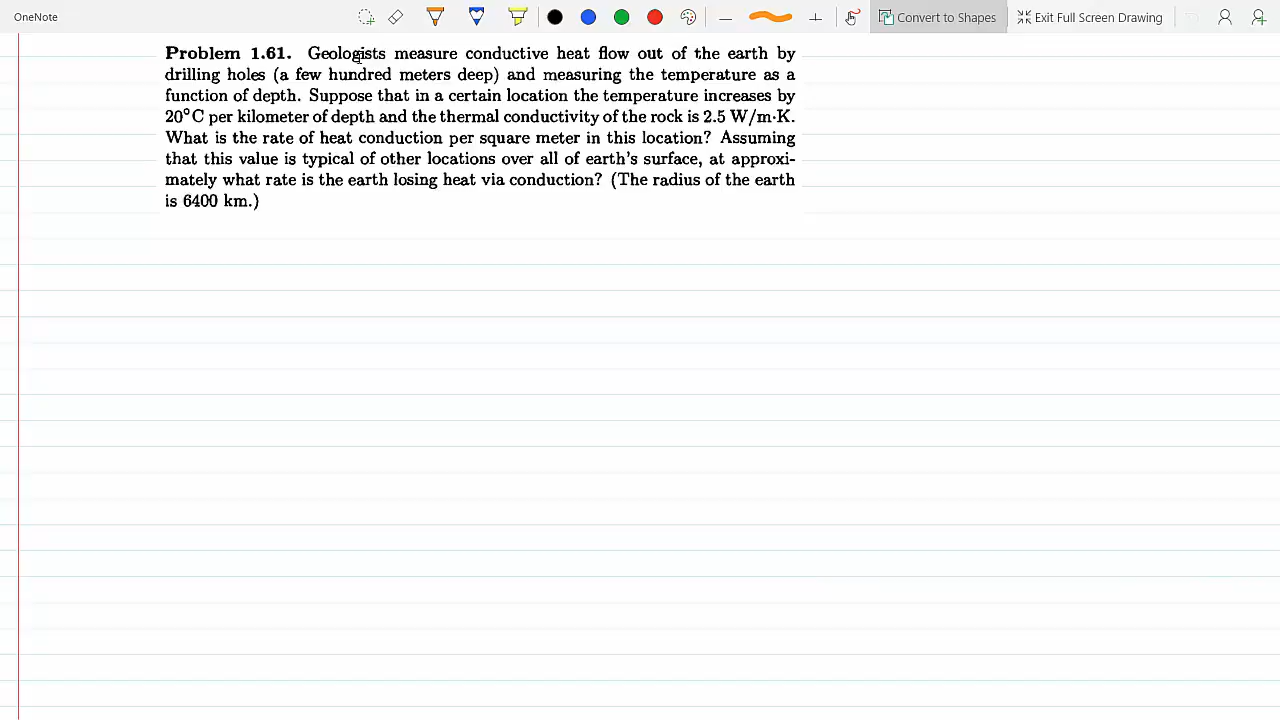 OneNote
Convert to Shapes
Exit Full Screen Drawing
Problem 1.61. Geologists measure conductive heat flow out of the earth by
drilling holes (a few hundred meters deep) and measuring the temperature as a
function of depth. Suppose that in a certain location the temperature increases by
20°C per kilometer of depth and the thermal conductivity of the rock is 2.5 W/m·K.
What is the rate of heat conduction per square meter in this location? Assuming
that this value is typical of other locations over all of earth's surface, at approxi-
mately what rate is the earth losing heat via conduction? (The radius of the earth
is 6400 km.)